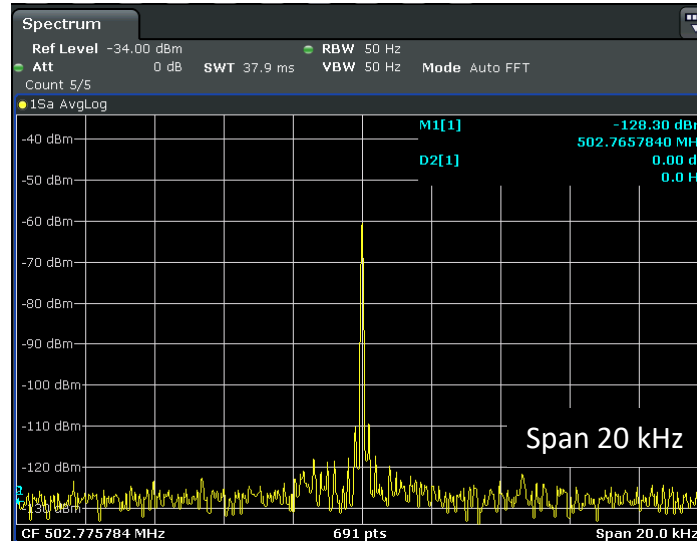 Spectrum
Ref Level -34.00 dBm RBW 50 Hz
Att 0 dB SWT 37.9 ms VBW 50 Hz Mode Auto FFT
Count 5/5
1Sa AvgLog
M1[1] -128.30 dB
502.7657840 MH
D2[1] 0.00 d
0.0 H
-40 dBm
-50 dBm
-60 dBm
-70 dBm
-80 dBm
-90 dBm
-100 dBm
-110 dBm
Span 20 kHz
-120 dBm
-130 dBm
CF 502.775784 MHz 691 pts Span 20.0 kHz